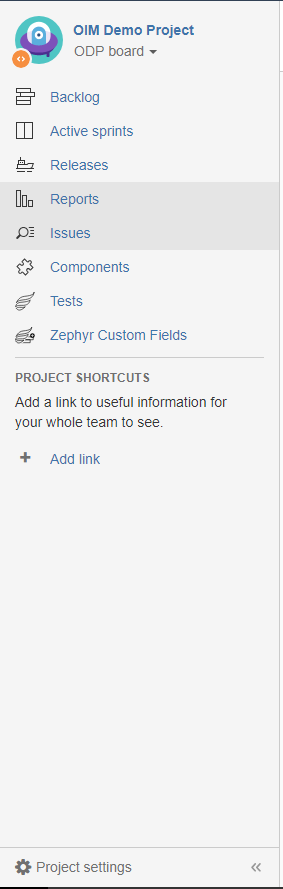 OIM Demo Project
ODP board
Backlog
Active sprints
Releases
Reports
Issues
Components
Tests
Zephyr Custom Fields
PROJECT SHORTCUTS
Add a link to useful information for
your whole team to see.
+ Add link
Project settings «